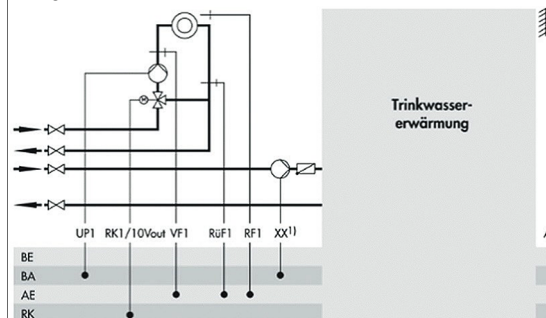 Trinkwasser-
erwärmung
UP1 RK1/10Vout VF1 RüF1 RF1 XX1)
BE
BA
AE
RK